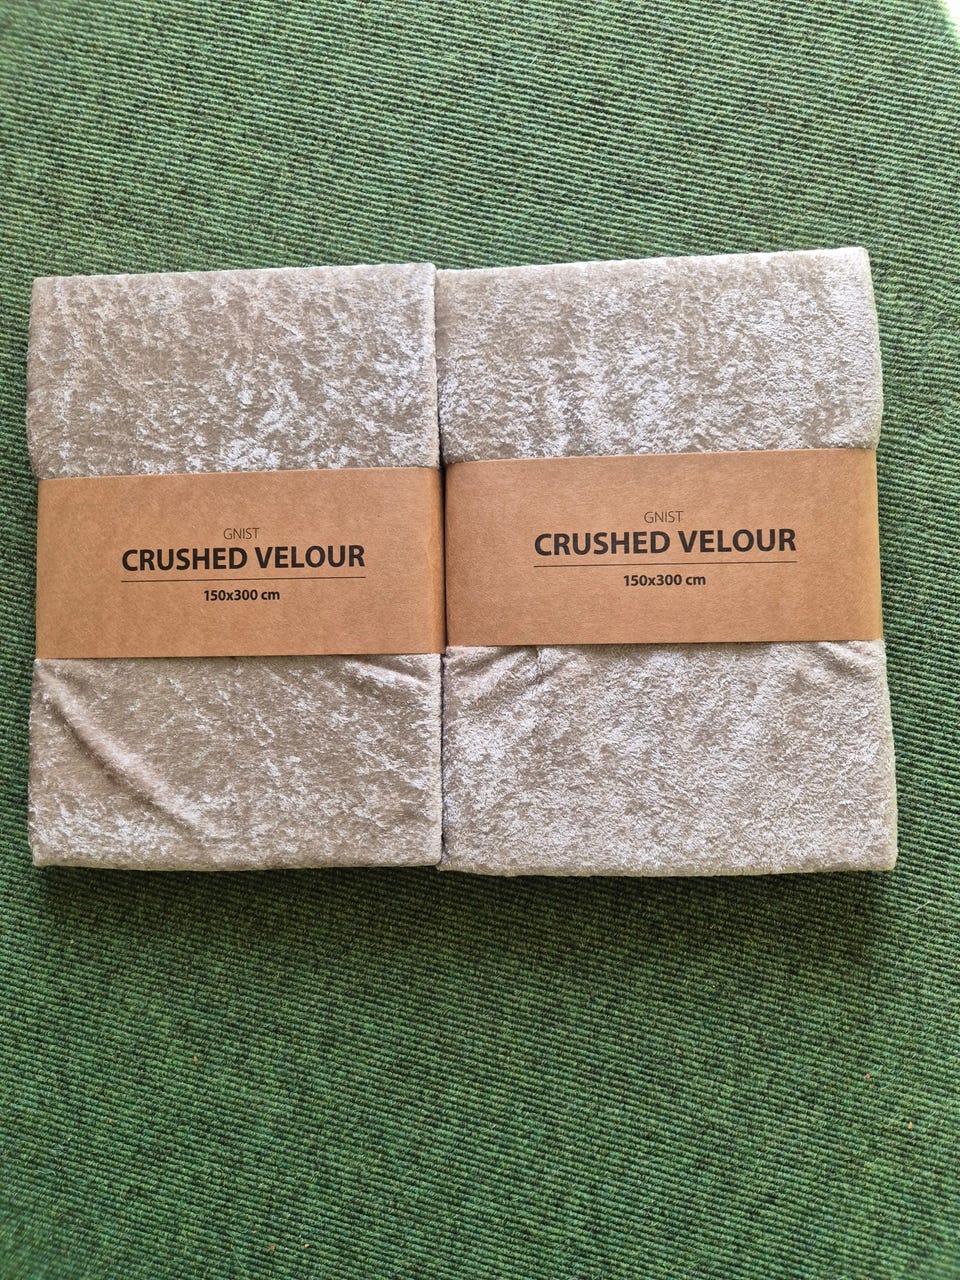 GNIST
CRUSHED VELOUR
150x300 cm
GNIST
CRUSHED VELOUR
150x300 cm